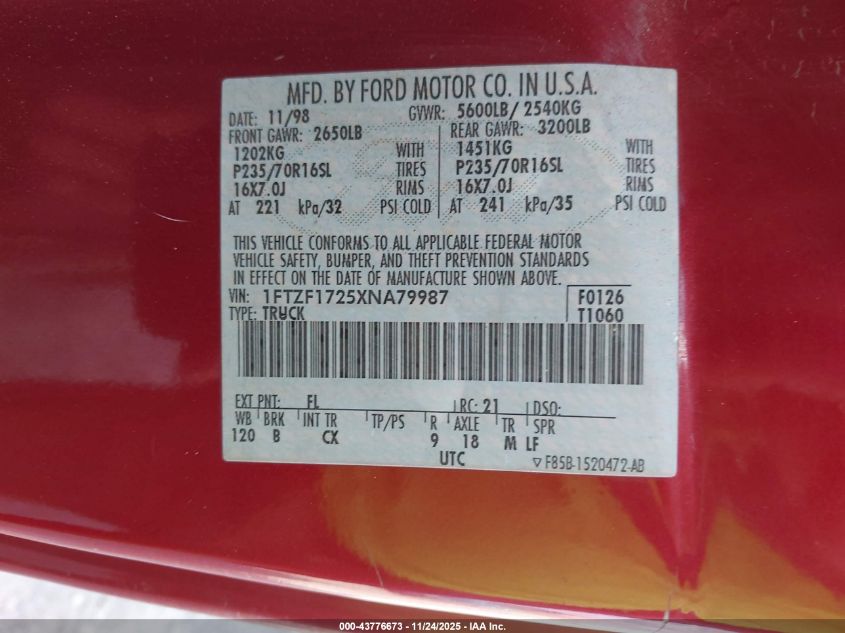 MFD. BY FORD MOTOR CO. IN U.S.A.
DATE: 11/98 GVWR: 5600LB/ 2540KG
FRONT GAWR: 2650LB REAR GAWR: 3200LB
1202KG WITH 1451KG WITH
P235/70R16SL TIRES P235/70R16SL TIRES
16X7.0J RIMS 16X7.0J RIMS
AT 221 kPa/32 PSI COLD AT 241 kPa/35 PSI COLD
THIS VEHICLE CONFORMS TO ALL APPLICABLE FEDERAL MOTOR
VEHICLE SAFETY, BUMPER, AND THEFT PREVENTION STANDARDS
IN EFFECT ON THE DATE OF MANUFACTURE SHOWN ABOVE.
VIN: 1FTZF1725XNA79987 F0126
TYPE: TRUCK T1060
EXT PNT: FL RC: 21 DSO:
WB BRK INT TR TP/PS R AXLE TR SPR
120 B CX 9 18 M LF
UTC ▽ F85B-1520472-AB
000-43776673 - 11/24/2025 - IAA Inc.